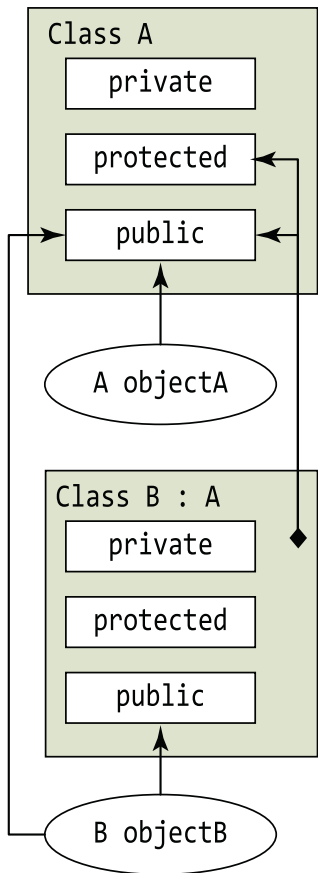 Class A
private
protected
public
A objectA
Class B : A
private
protected
public
B objectB